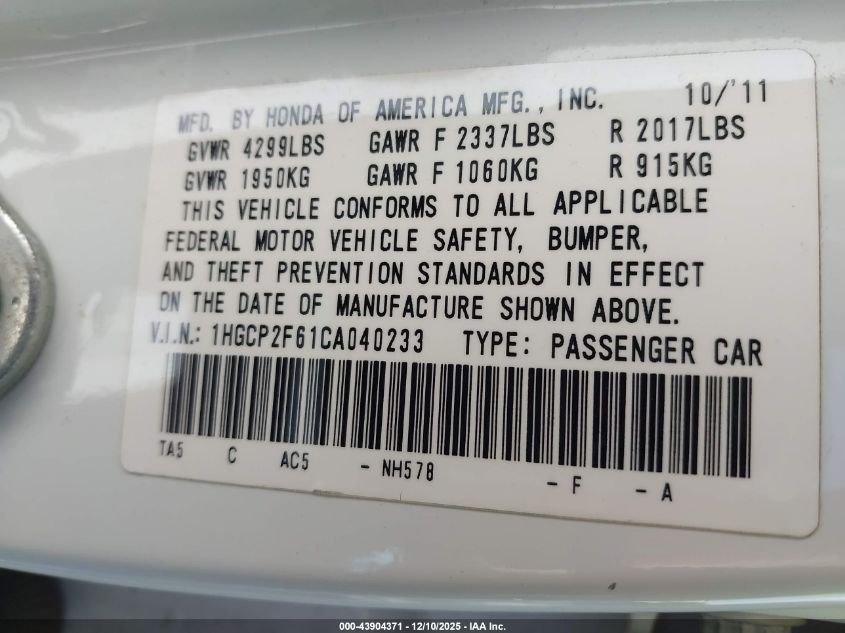 MFD. BY HONDA OF AMERICA MFG., INC. 10/'11
GVWR 4299LBS GAWR F 2337LBS R 2017LBS
GVWR 1950KG GAWR F 1060KG R 915KG
THIS VEHICLE CONFORMS TO ALL APPLICABLE
FEDERAL MOTOR VEHICLE SAFETY, BUMPER,
AND THEFT PREVENTION STANDARDS IN EFFECT
ON THE DATE OF MANUFACTURE SHOWN ABOVE.
V.I.N.: 1HGCP2F61CA040233 TYPE: PASSENGER CAR
TA5 C AC5 - NH578 - F - A
000-43904371 | 12/10/2025 - IAA Inc.